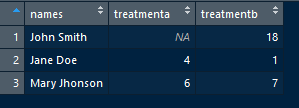 names treatmenta treatmentb
1 John Smith NA 18
2 Jane Doe 4 1
3 Mary Jhonson 6 7